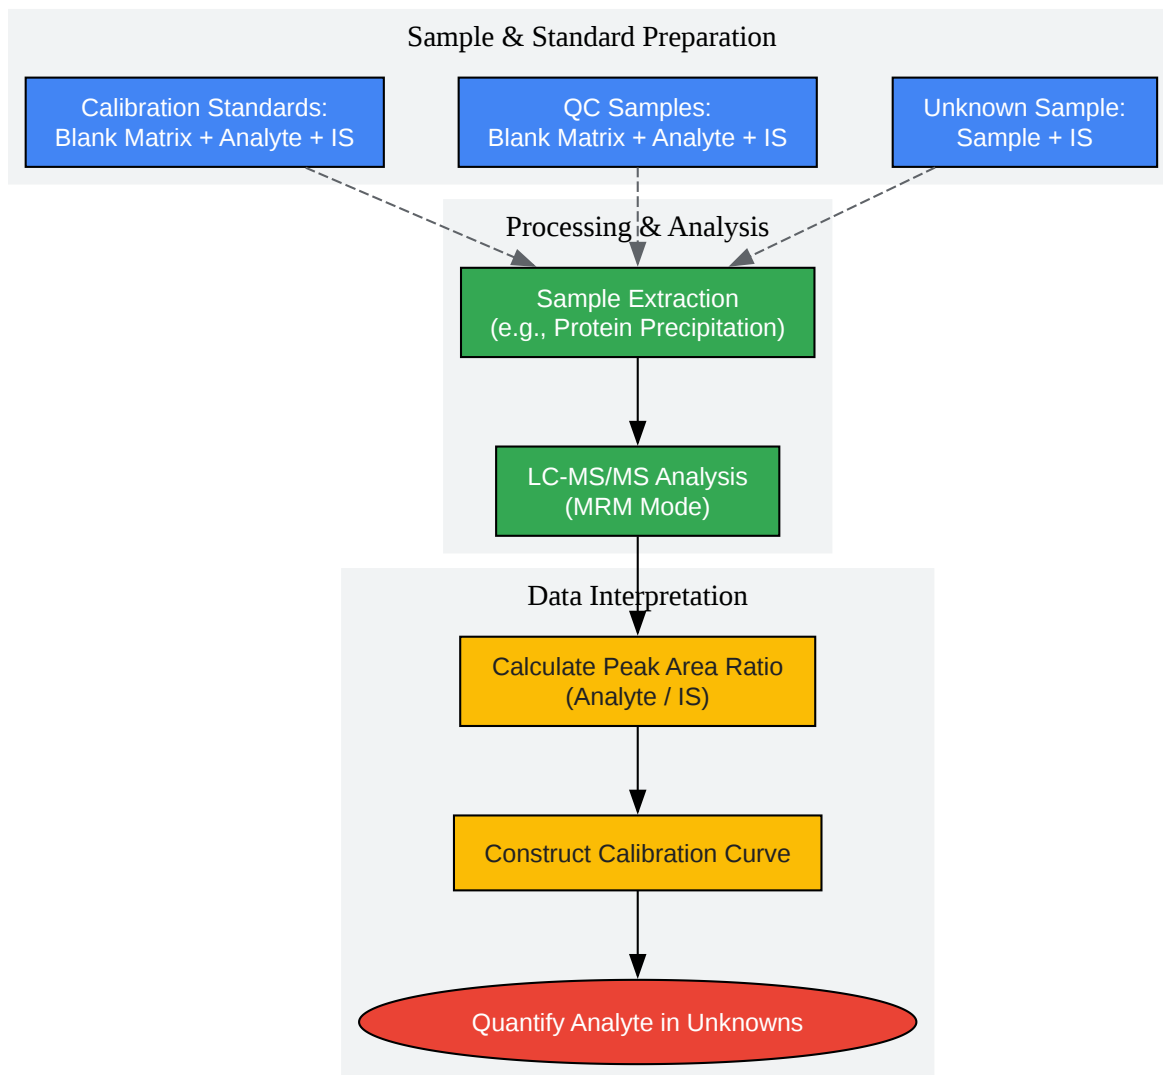 Sample & Standard Preparation
Calibration Standards:
Blank Matrix + Analyte + IS
QC Samples:
Blank Matrix + Analyte + IS
Unknown Sample:
Sample + IS
Processing & Analysis
Sample Extraction
(e.g., Protein Precipitation)
LC-MS/MS Analysis
(MRM Mode)
Data Interpretation
Calculate Peak Area Ratio
(Analyte / IS)
Construct Calibration Curve
Quantify Analyte in Unknowns